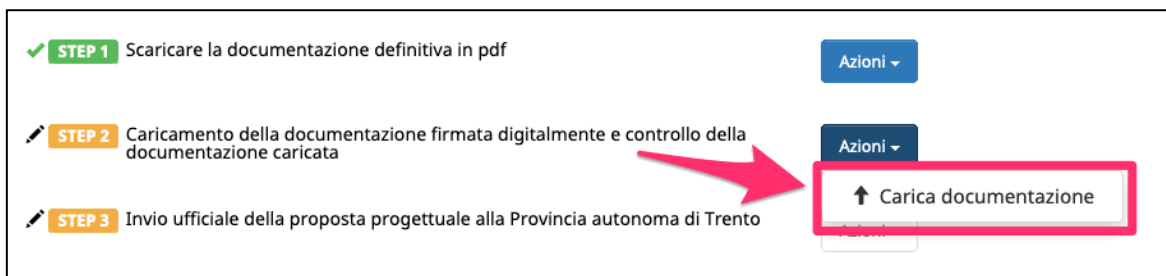 STEP 1 Scaricare la documentazione definitiva in pdf
Azioni
STEP 2 Caricamento della documentazione firmata digitalmente e controllo della
documentazione caricata
Azioni
Carica documentazione
STEP 3 Invio ufficiale della proposta progettuale alla Provincia autonoma di Trento